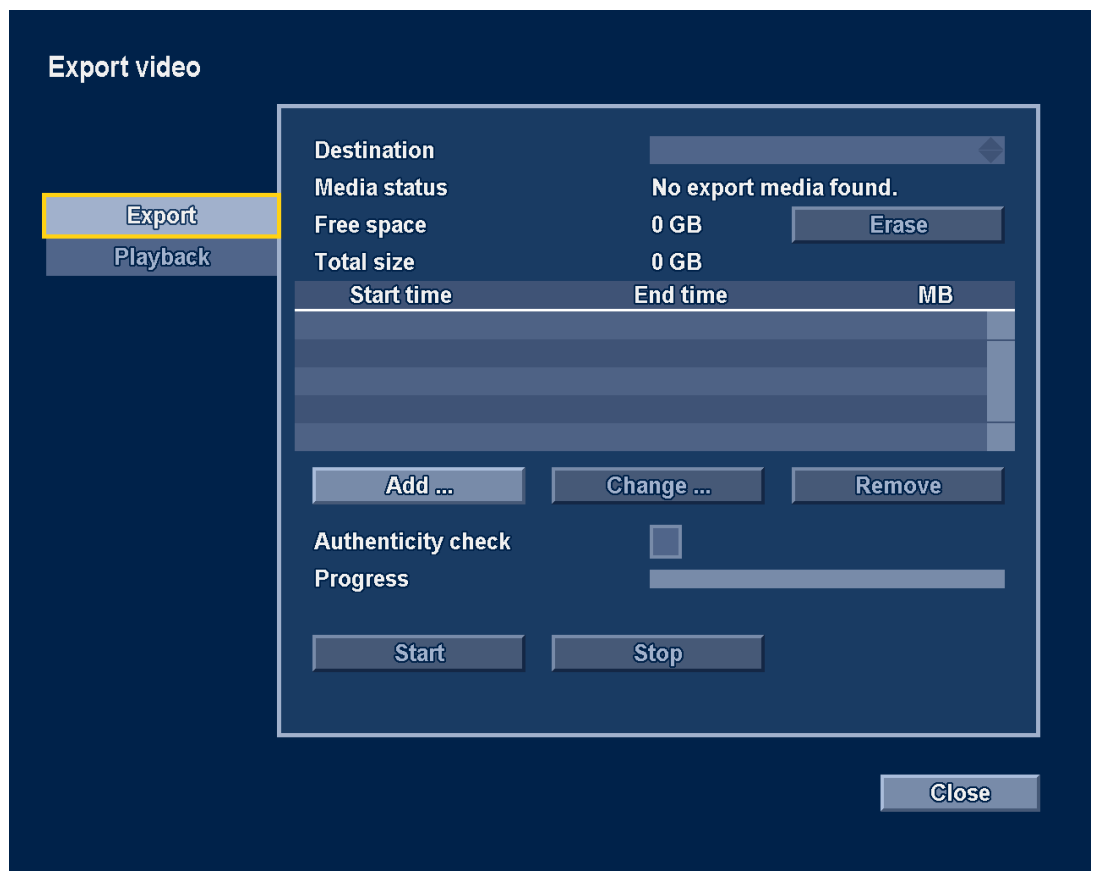 Export video
Export
Playback
Destination
Media status No export media found.
Free space 0 GB Erase
Total size 0 GB
Start time End time MB
Add ... Change ... Remove
Authenticity check
Progress
Start Stop
Close